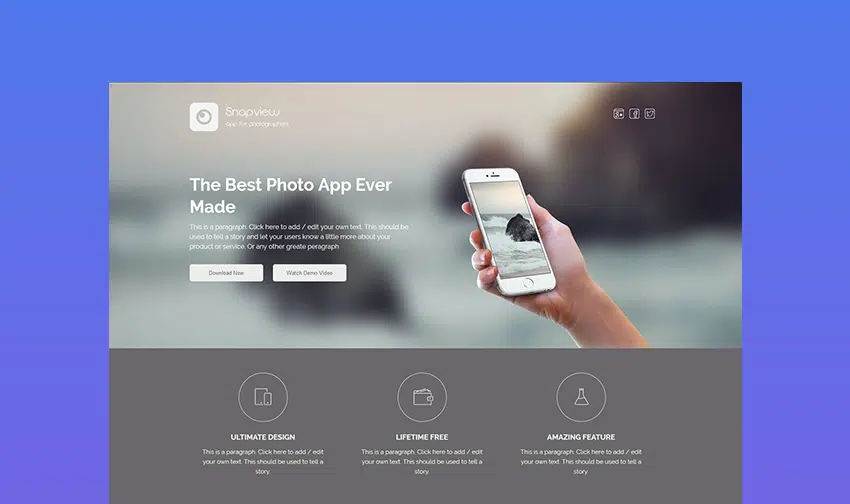 Snapview
App for photographers
The Best Photo App Ever
Made
This is a paragraph. Click here to add / edit your own text. This should be
used to tell a story and let your users know a little more about your
product or service. Or any other greate peragraph
Download Now
Watch Demo Video
ULTIMATE DESIGN
This is a paragraph. Click here to add / edit
your own text. This should be used to tell a
story.
LIFETIME FREE
This is a paragraph. Click here to add / edit
your own text. This should be used to tell a
story.
AMAZING FEATURE
This is a paragraph. Click here to add / edit
your own text. This should be used to tell a
story